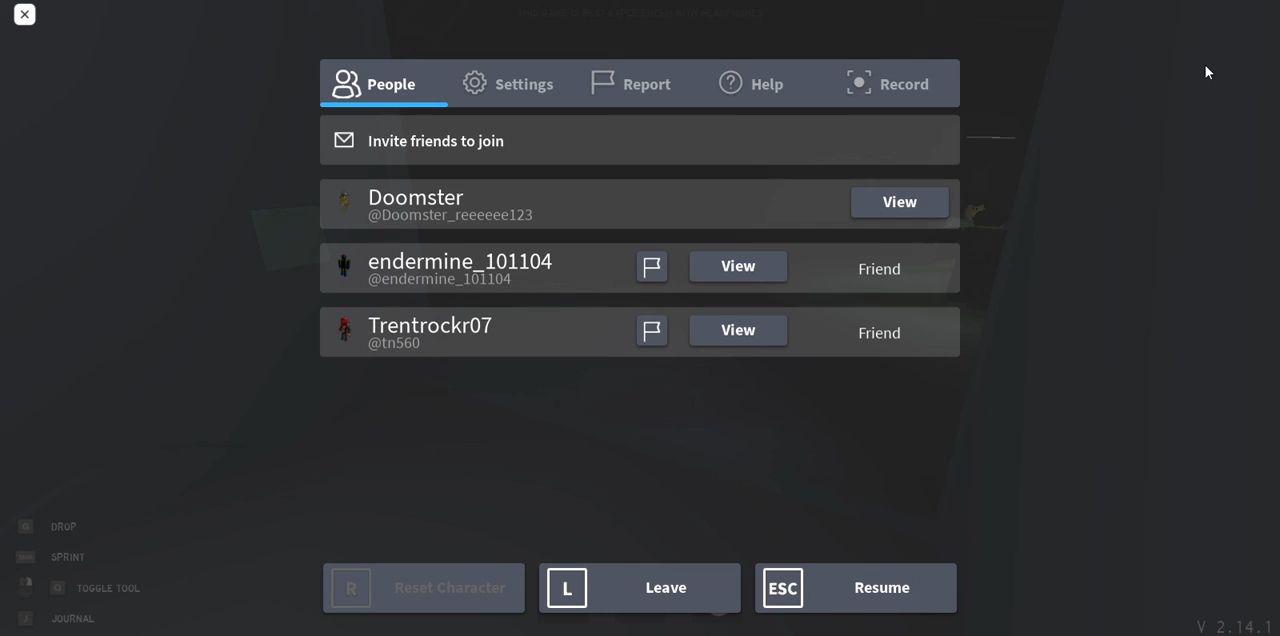 People
Settings
Report
Help
Record
Invite friends to join
Doomster
@Doomster_reeeeee123
View
endermine_101104
@endermine_101104
View
Friend
Trentrockr07
@tn560
View
Friend
G DROP
SPRINT
TOGGLE TOOL
J JOURNAL
R Reset Character
L Leave
ESC Resume
V 2.14.1